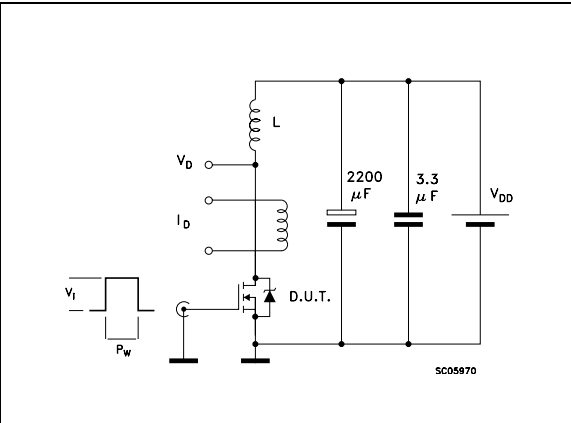 L
V_D
2200
μF
3.3
μF
V_DD
I_D
D.U.T.
V_i
P_W
SC05970